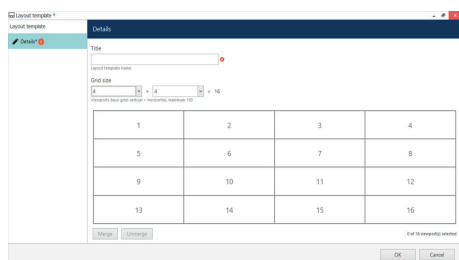 Layout template *
Layout template
Details*
Details
Title
Layout template name
Grid size
4 × 4 = 16
Viewports base grid: vertical × horizontal, maximum 100
1 2 3 4
5 6 7 8
9 10 11 12
13 14 15 16
Merge Unmerge
0 of 16 viewport(s) selected
OK Cancel